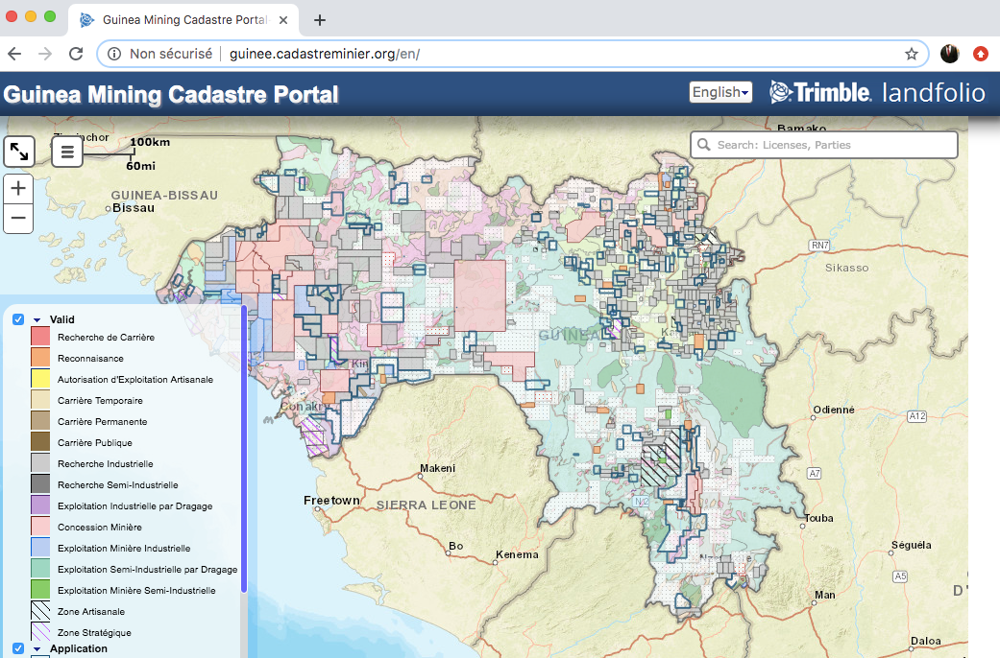 Guinea Mining Cadastre Portal
Non sécurisé
guinee.cadastreminier.org/en/
Guinea Mining Cadastre Portal
English
Trimble. landfolio
Bamako
100km
60mi
Search: Licenses, Parties
GUINEA-BISSAU
Bissau
RN7
Sikasso
GUINEA
Kin
Conakry
Odienné
A12
Makeni
A7
Freetown
SIERRA LEONE
N;2
Touba
Bo
Kenema
Séguéla
A5
A5
Man
D'
Daloa
Valid
Recherche de Carrière
Reconnaisance
Autorisation d'Exploitation Artisanale
Carrière Temporaire
Carrière Permanente
Carrière Publique
Recherche Industrielle
Recherche Semi-Industrielle
Exploitation Industrielle par Dragage
Concession Minière
Exploitation Minière Industrielle
Exploitation Semi-Industrielle par Dragage
Exploitation Minière Semi-Industrielle
Zone Artisanale
Zone Stratégique
Application